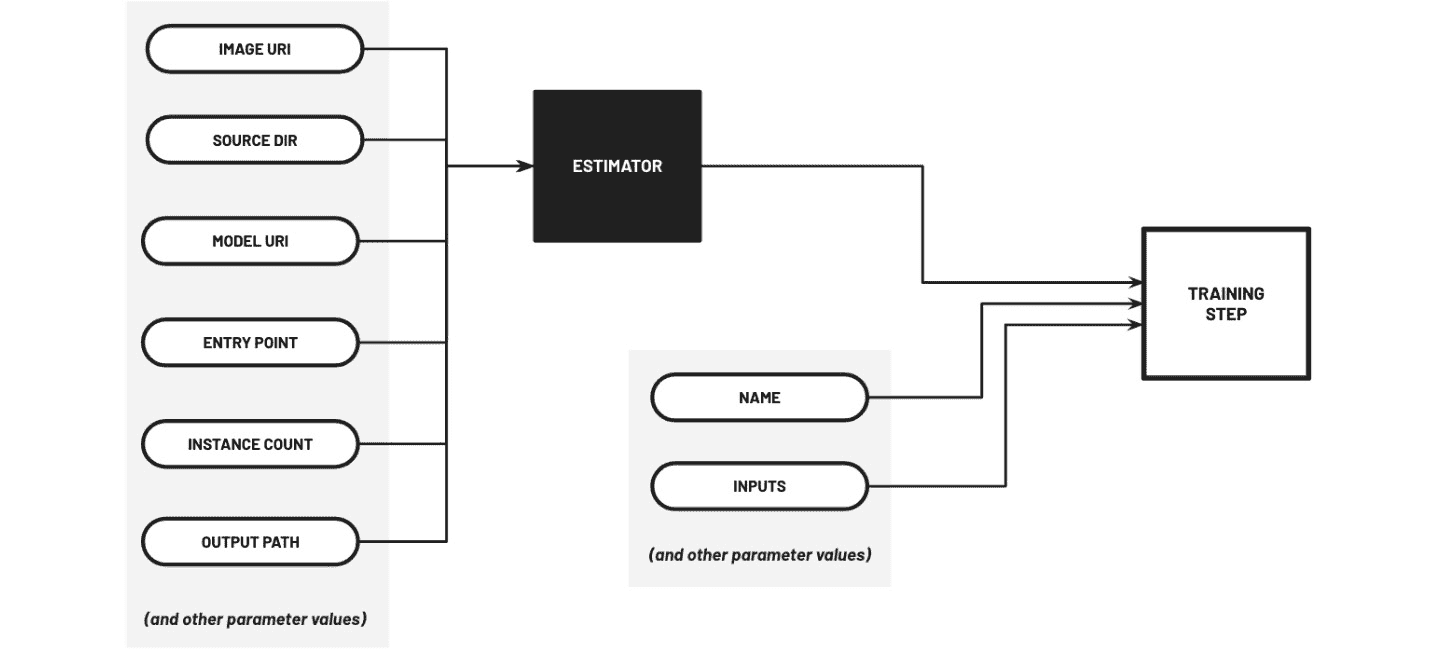 IMAGE URI
SOURCE DIR
MODEL URI
ENTRY POINT
INSTANCE COUNT
OUTPUT PATH
(and other parameter values)
ESTIMATOR
NAME
INPUTS
(and other parameter values)
TRAINING
STEP